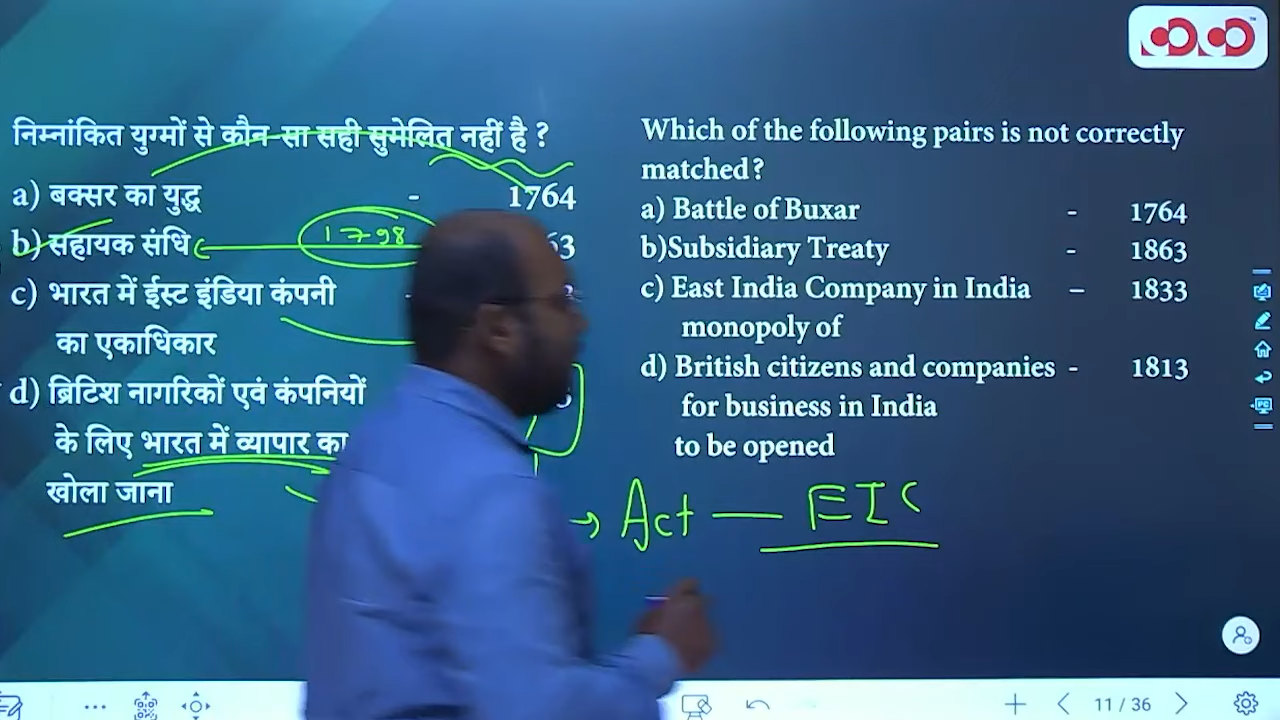 निम्नांकित युग्मों से कौन सा सही सुमेलित नहीं है ?
a) बक्सर का युद्ध - 1764
b) सहायक संधि 1798 63
c) भारत में ईस्ट इंडिया कंपनी
का एकाधिकार
d) ब्रिटिश नागरिकों एवं कंपनियों
के लिए भारत में व्यापार का
खोला जाना
Which of the following pairs is not correctly
matched?
a) Battle of Buxar - 1764
b)Subsidiary Treaty - 1863
c) East India Company in India – 1833
monopoly of
d) British citizens and companies - 1813
for business in India
to be opened
→ Act — EIC
11 / 36